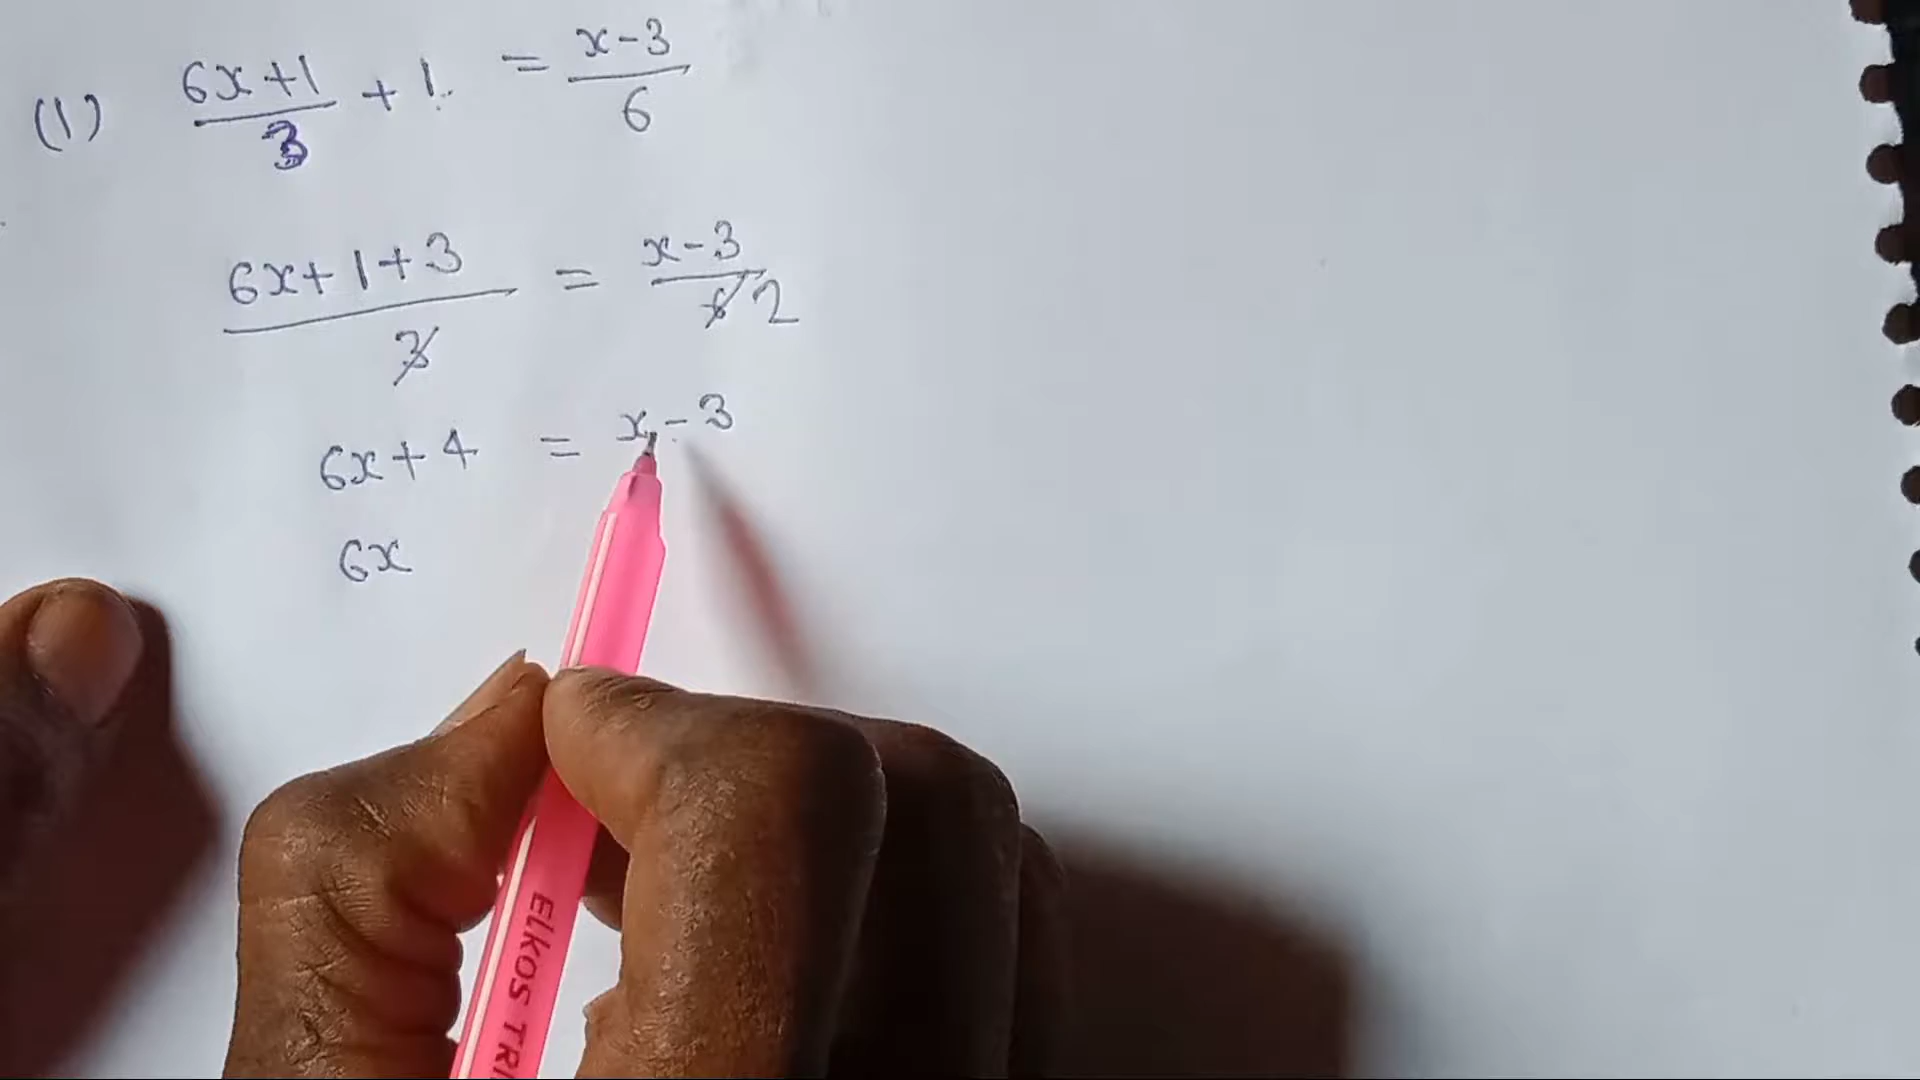 (1) 6x+1/3 + 1 = x-3/6
6x+1+3/3 = x-3/6 2
6x+4 = x-3
6x
ELKOS TRI